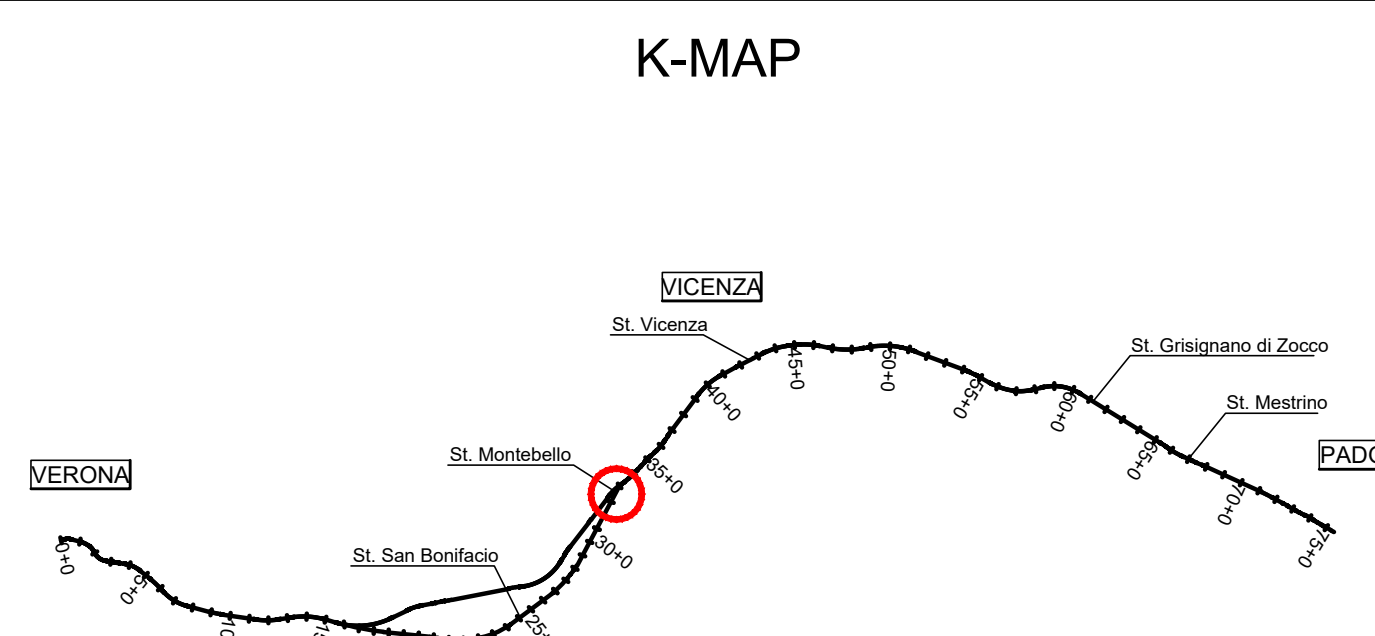 K-MAP
VICENZA
St. Vicenza
St. Grisignano di Zocco
St. Mestrino
St. Montebello
VERONA
St. San Bonifacio
0+0
5+0
30+0
35+0
40+0
45+0
50+0
55+0
60+0
65+0
70+0
75+0